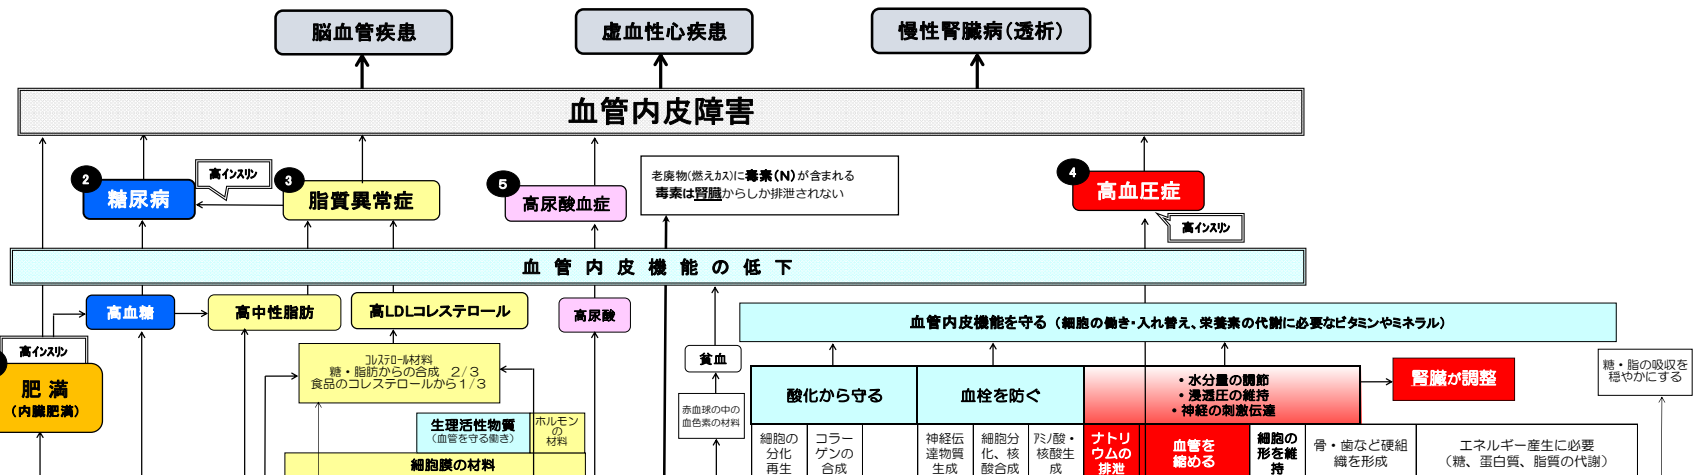 脳血管疾患
虚血性心疾患
慢性腎臓病(透析)
血管内皮障害
2
糖尿病
高インスリン
3
脂質異常症
5
高尿酸血症
老廃物(燃えカス)に毒素(N)が含まれる
毒素は腎臓からしか排泄されない
4
高血圧症
高インスリン
血管内皮機能の低下
高血糖
高中性脂肪
高LDLコレステロール
高尿酸
血管内皮機能を守る（細胞の働き・入れ替え、栄養素の代謝に必要なビタミンやミネラル）
高インスリン
肥満
（内臓肥満）
コレステロール材料
糖・脂肪からの合成 2/3
食品のコレステロールから1/3
貧血
赤血球の中の
血色素の材料
酸化から守る
血栓を防ぐ
・水分量の調節
・浸透圧の維持
・神経の刺激伝達
腎臓が調整
糖・脂の吸収を
穏やかにする
生理活性物質
（血管を守る働き）
ホルモン
の
材料
細胞膜の材料
細胞の
分化
再生
コラー
ゲンの
合成
神経伝
達物質
生成
細胞分
化、核
酸合成
アミノ酸・
核酸生
成
ナトリ
ウムの
排泄
血管を
縮める
細胞の
形を維
持
骨・歯など硬組
織を形成
エネルギー産生に必要
（糖、蛋白質、脂質の代謝）